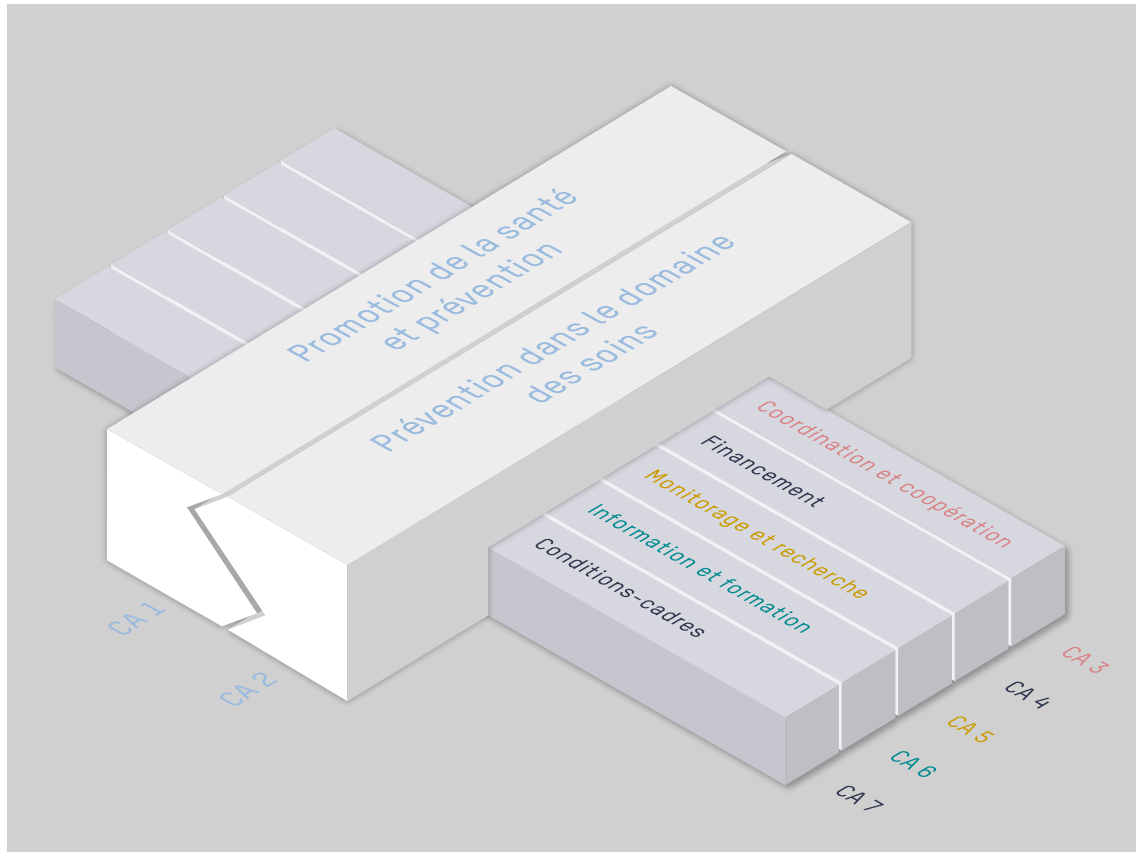 Promotion de la santé
et prévention
Prévention dans le domaine
des soins
CA 1
CA 2
Coordination et coopération
Financement
Monitorage et recherche
Information et formation
Conditions-cadres
CA 3
CA 4
CA 5
CA 6
CA 7